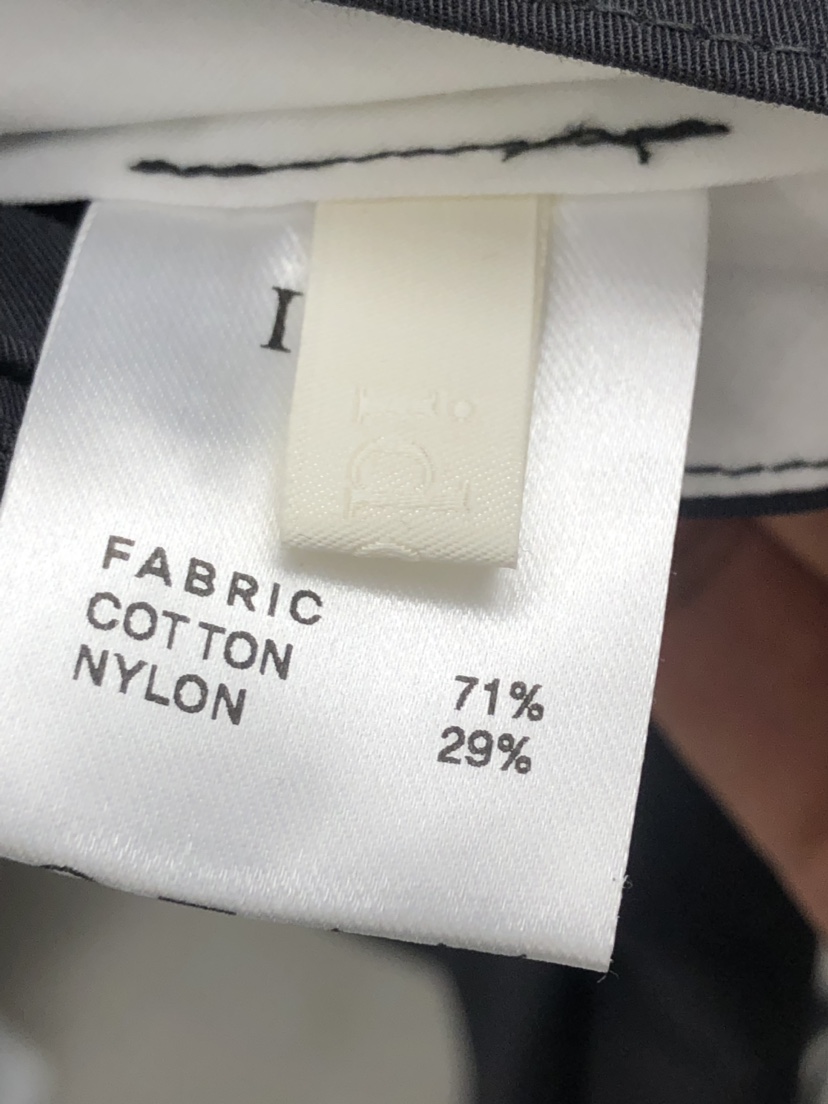 I
FABRIC
COTTON 71%
NYLON 29%